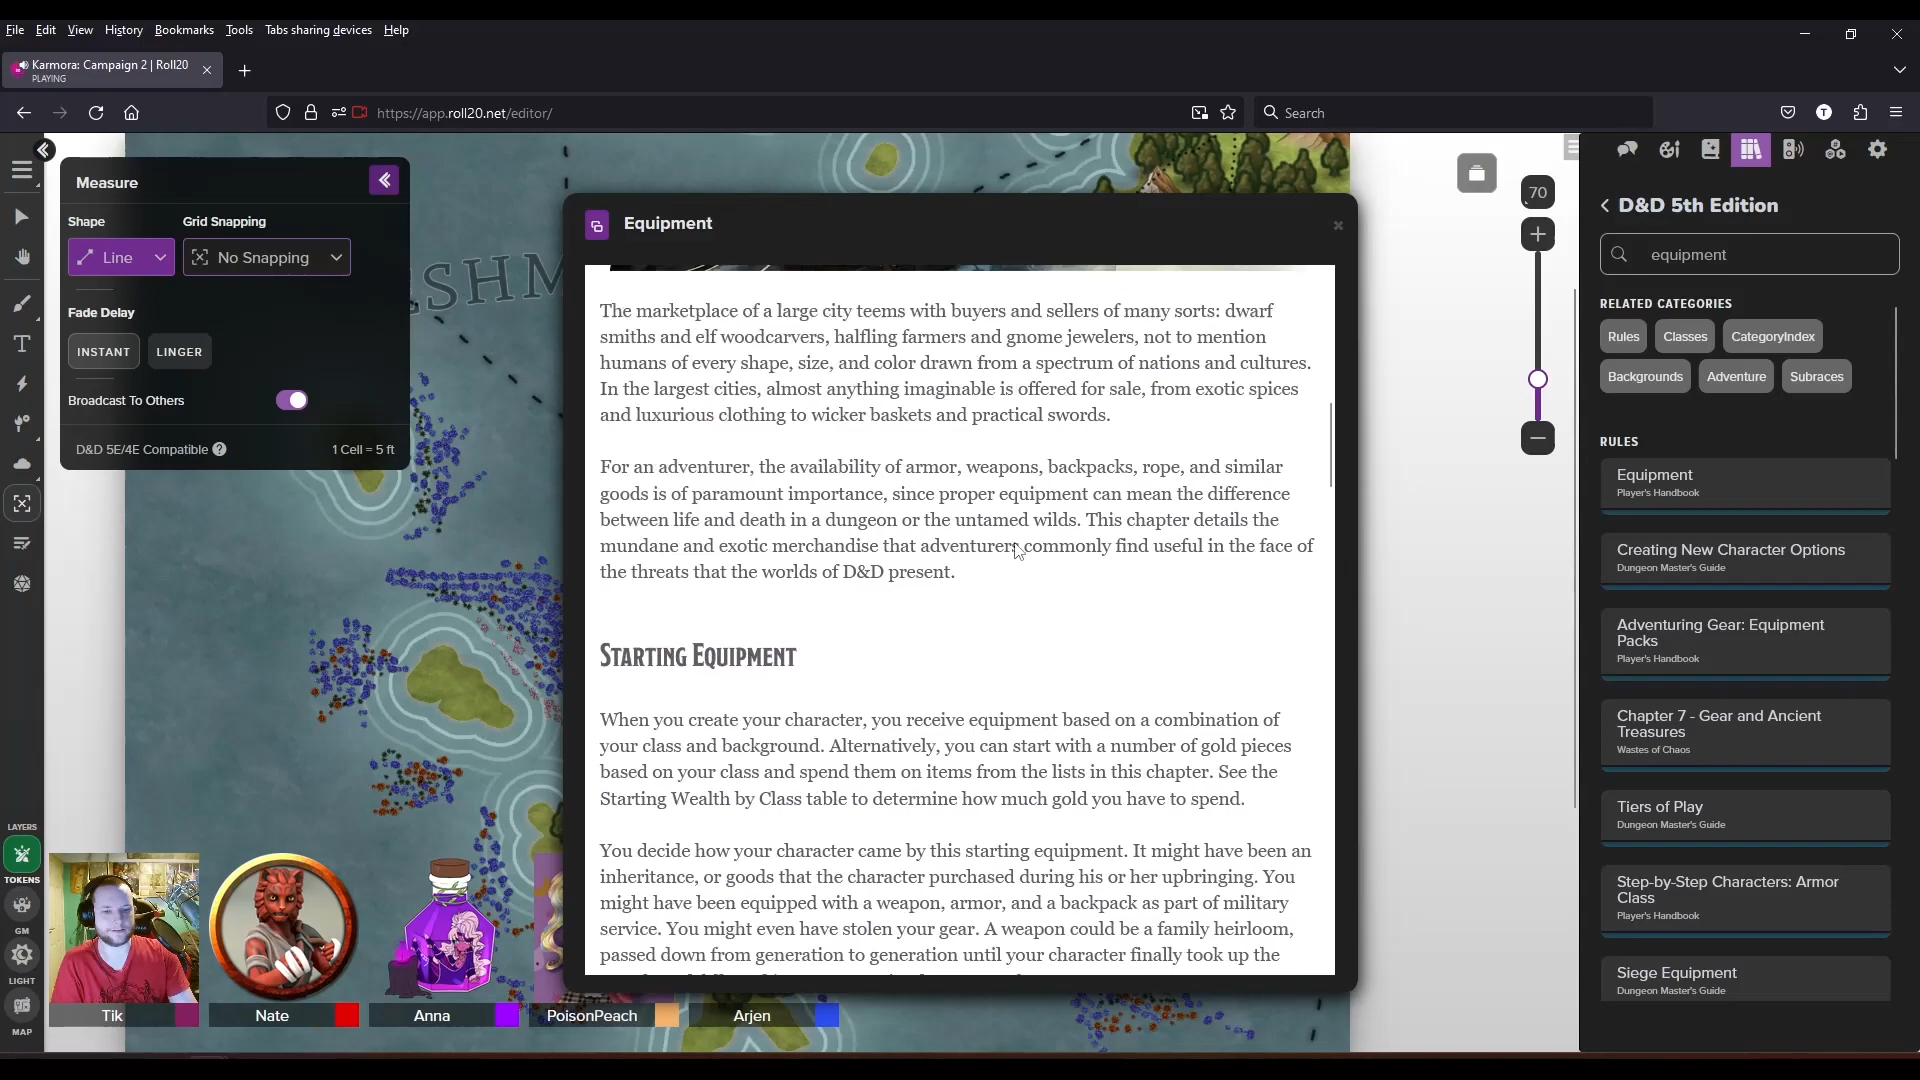 File Edit View History Bookmarks Tools Tabs sharing devices Help
Karmora: Campaign 2 | Roll20
PLAYING
https://app.roll20.net/editor/
Search
Measure
Shape
Grid Snapping
Line
No Snapping
Fade Delay
INSTANT
LINGER
Broadcast To Others
D&D 5E/4E Compatible
1 Cell = 5 ft
Equipment
The marketplace of a large city teems with buyers and sellers of many sorts: dwarf
smiths and elf woodcarvers, halfling farmers and gnome jewelers, not to mention
humans of every shape, size, and color drawn from a spectrum of nations and cultures.
In the largest cities, almost anything imaginable is offered for sale, from exotic spices
and luxurious clothing to wicker baskets and practical swords.
For an adventurer, the availability of armor, weapons, backpacks, rope, and similar
goods is of paramount importance, since proper equipment can mean the difference
between life and death in a dungeon or the untamed wilds. This chapter details the
mundane and exotic merchandise that adventurers commonly find useful in the face of
the threats that the worlds of D&D present.
STARTING EQUIPMENT
When you create your character, you receive equipment based on a combination of
your class and background. Alternatively, you can start with a number of gold pieces
based on your class and spend them on items from the lists in this chapter. See the
Starting Wealth by Class table to determine how much gold you have to spend.
You decide how your character came by this starting equipment. It might have been an
inheritance, or goods that the character purchased during his or her upbringing. You
might have been equipped with a weapon, armor, and a backpack as part of military
service. You might even have stolen your gear. A weapon could be a family heirloom,
passed down from generation to generation until your character finally took up the
70
D&D 5th Edition
equipment
RELATED CATEGORIES
Rules
Classes
CategoryIndex
Backgrounds
Adventure
Subraces
RULES
Equipment
Player's Handbook
Creating New Character Options
Dungeon Master's Guide
Adventuring Gear: Equipment
Packs
Player's Handbook
Chapter 7 - Gear and Ancient
Treasures
Wastes of Chaos
Tiers of Play
Dungeon Master's Guide
Step-by-Step Characters: Armor
Class
Player's Handbook
Siege Equipment
Dungeon Master's Guide
LAYERS
TOKENS
GM
LIGHT
MAP
Tik
Nate
Anna
PoisonPeach
Arjen